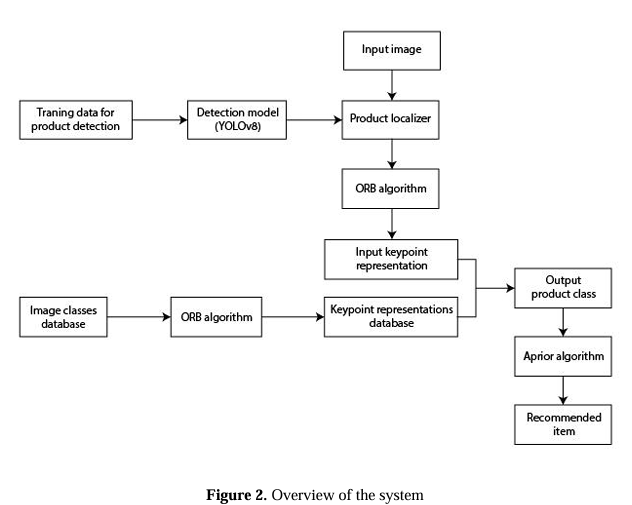 Input image
Traning data for
product detection
Detection model
(YOLOv8)
Product localizer
ORB algorithm
Input keypoint
representation
Image classes
database
ORB algorithm
Keypoint representations
database
Output
product class
Aprior algorithm
Recommended
item
Figure 2. Overview of the system